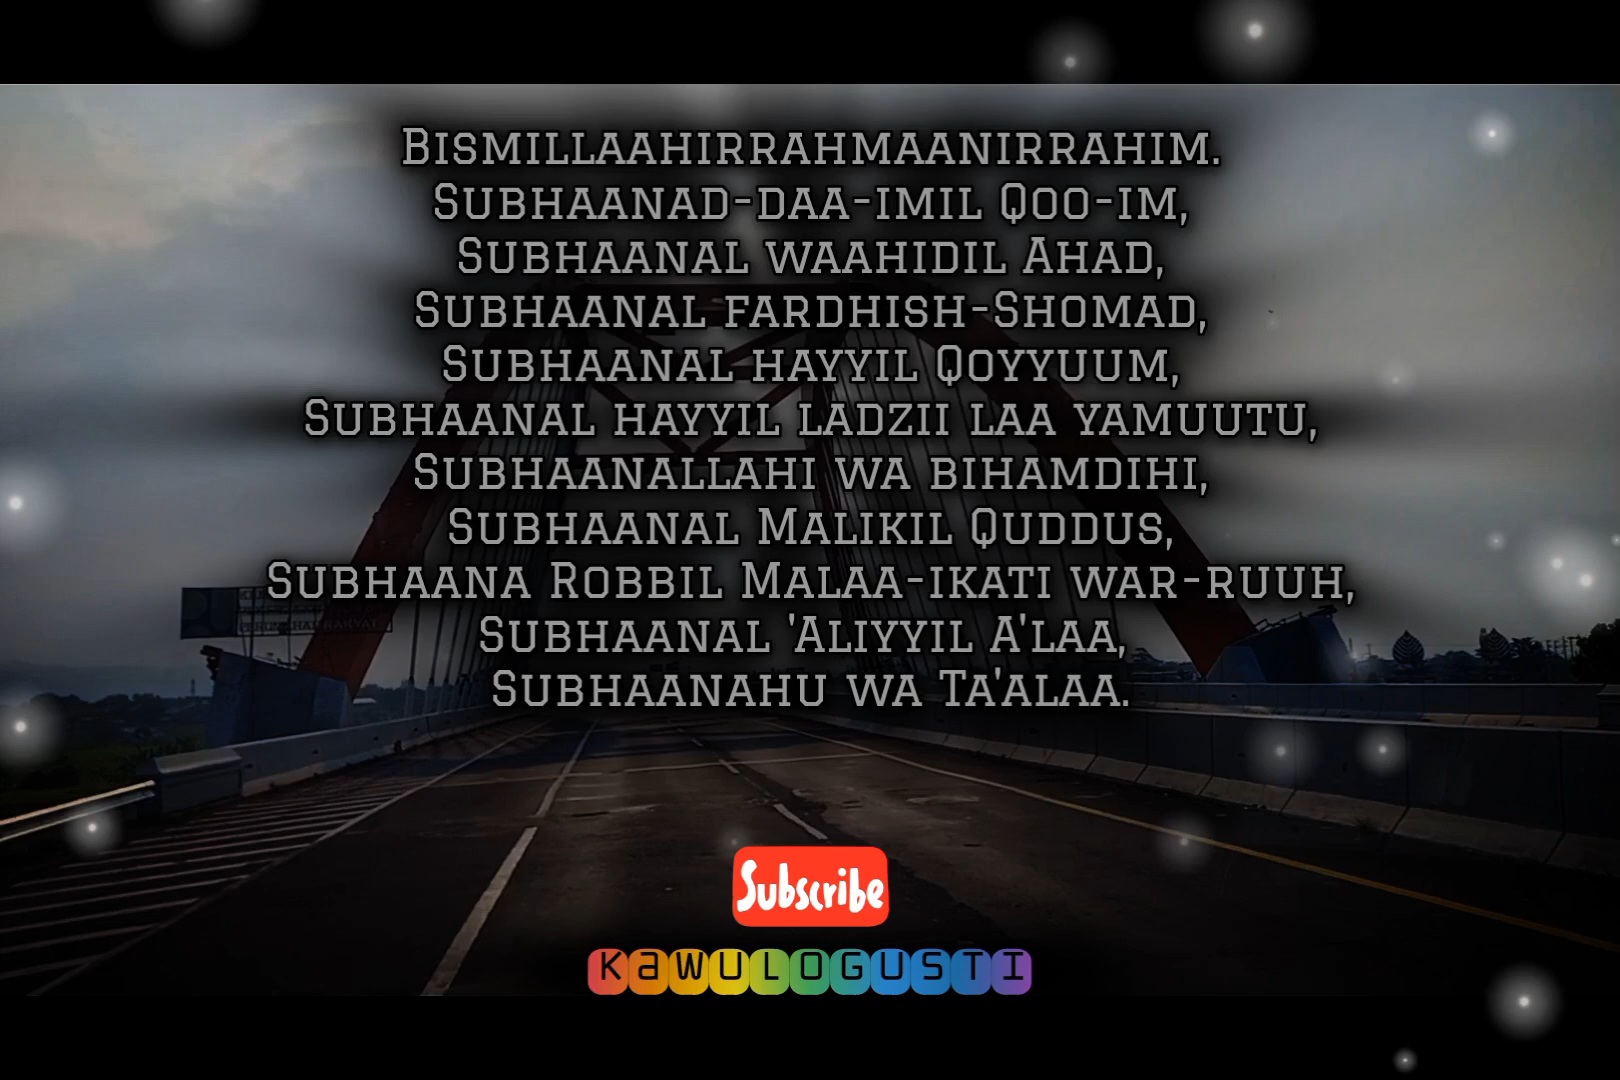 Bismillaahirrahmaanirrahim.
Subhaanad-daa-imil Qoo-im,
Subhaanal waahidil Ahad,
Subhaanal fardhish-Shomad,
Subhaanal hayyil Qoyyuum,
Subhaanal hayyil ladzii laa yamuutu,
Subhaanallahi wa bihamdihi,
Subhaanal Malikil Quddus,
Subhaana Robbil Malaa-ikati war-ruuh,
Subhaanal 'Aliyyil A'laa,
Subhaanahu wa Ta'alaa.
Subscribe
KaWULOGUSTI